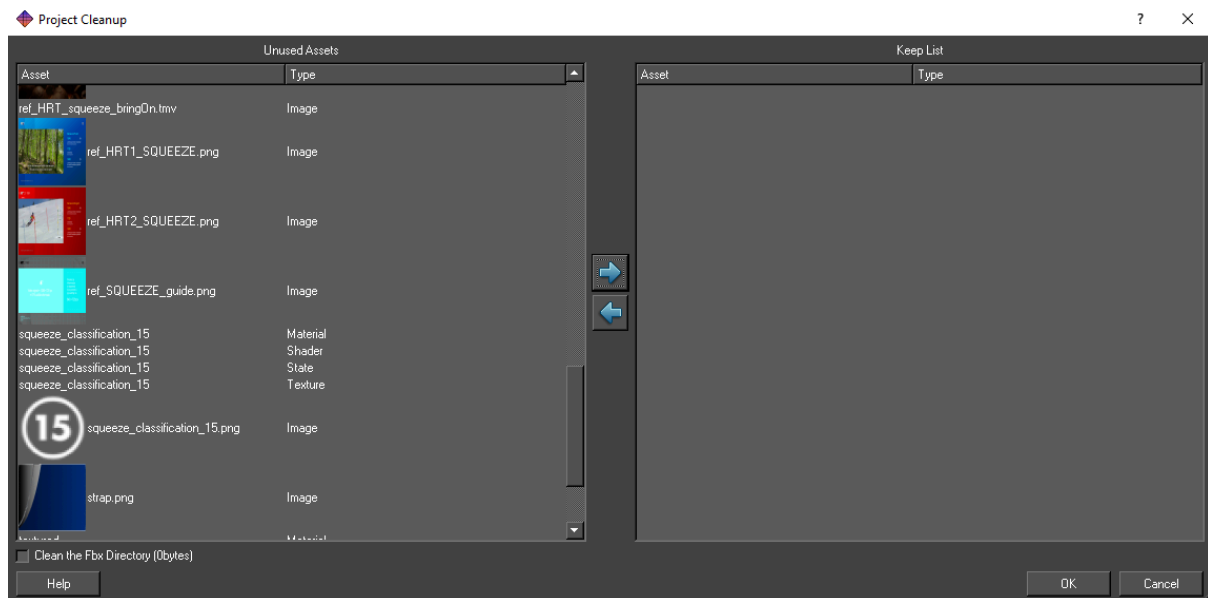 Project Cleanup
? ×
Unused Assets
Keep List
Asset Type
Asset Type
ref_HRT_squeeze_bringOn.tmv Image
ref_HRT1_SQUEEZE.png Image
ref_HRT2_SQUEEZE.png Image
ref_SQUEEZE_guide.png Image
squeeze_classification_15 Material
squeeze_classification_15 Shader
squeeze_classification_15 State
squeeze_classification_15 Texture
15
squeeze_classification_15.png Image
strap.png Image
Clean the Fbx Directory (0bytes)
Help
OK
Cancel